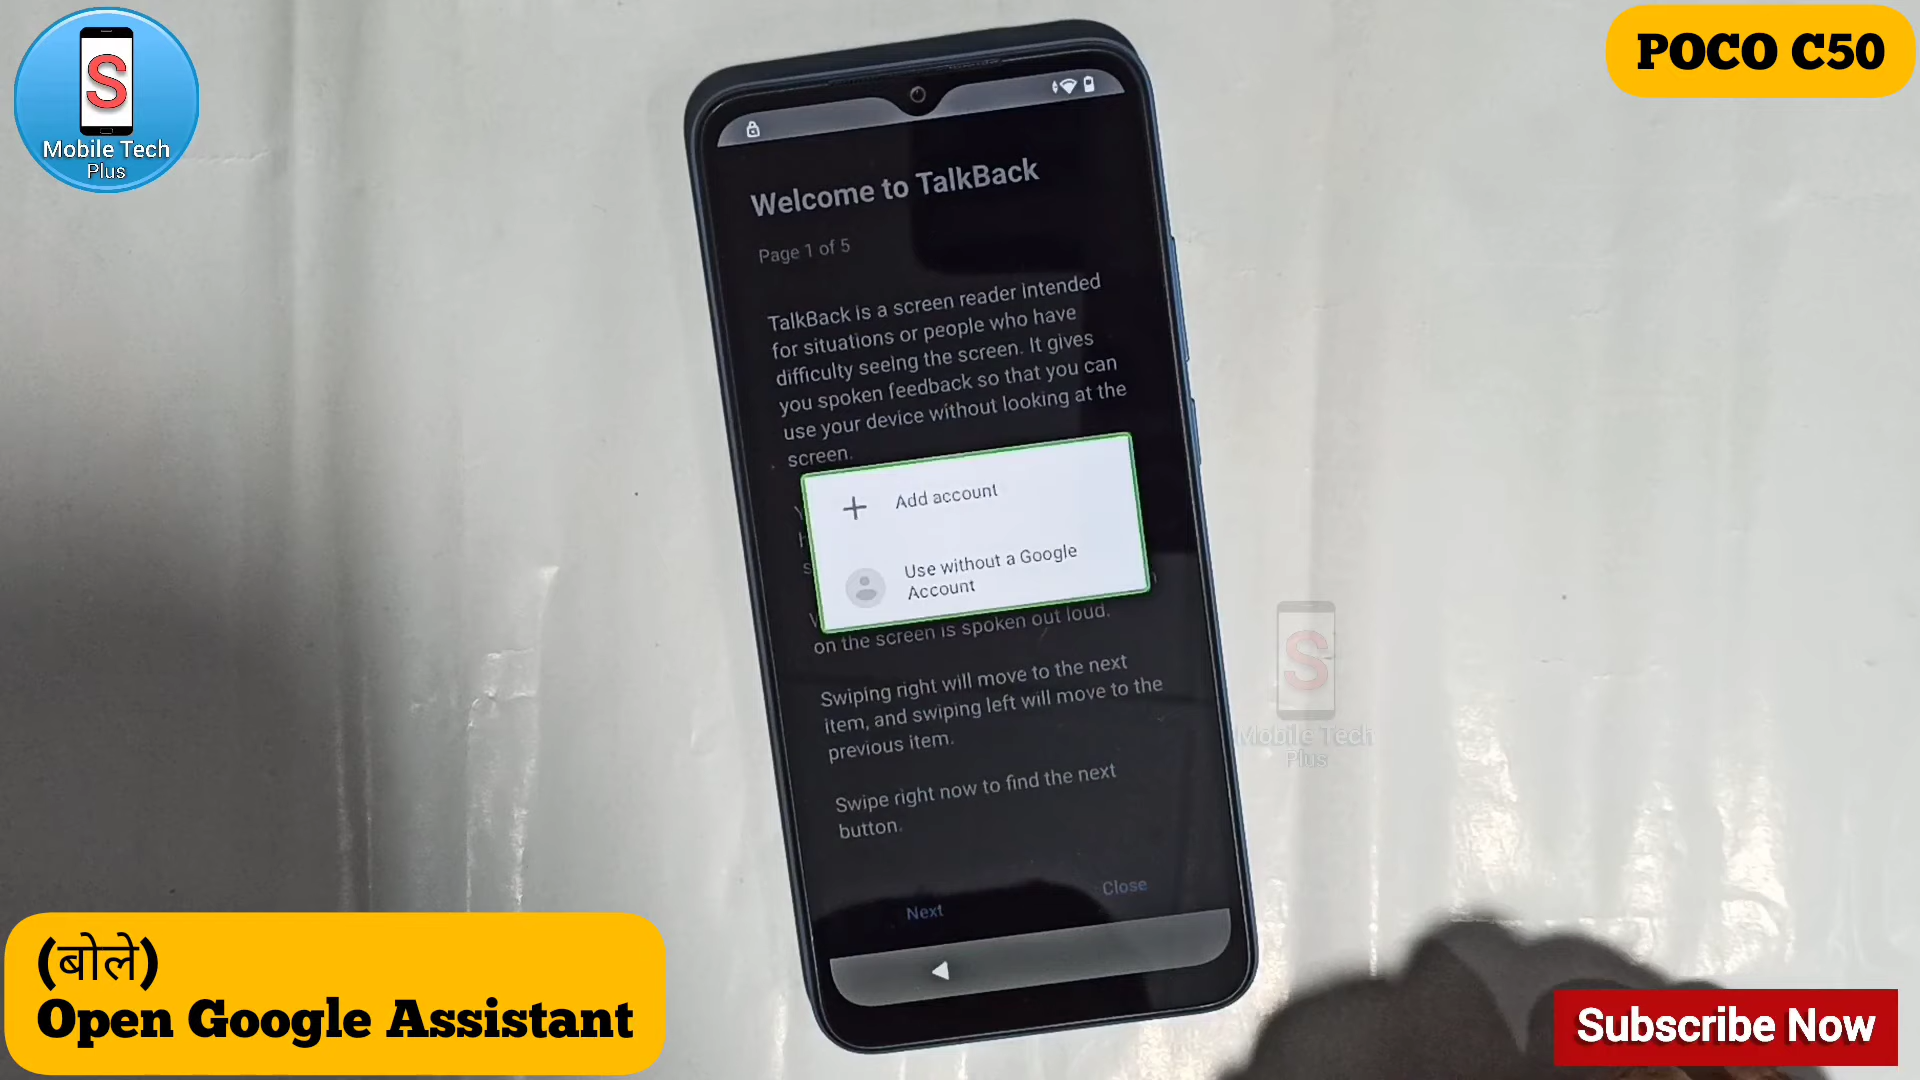 S
Mobile Tech
Plus
POCO C50
Welcome to TalkBack
Page 1 of 5
TalkBack is a screen reader intended
for situations or people who have
difficulty seeing the screen. It gives
you spoken feedback so that you can
use your device without looking at the
screen.
Add account
Use without a Google
Account
on the screen is spoken out loud.
Swiping right will move to the next
item, and swiping left will move to the
previous item.
Swipe right now to find the next
button.
Next
Close
S
Mobile Tech
Plus
(बोले)
Open Google Assistant
Subscribe Now